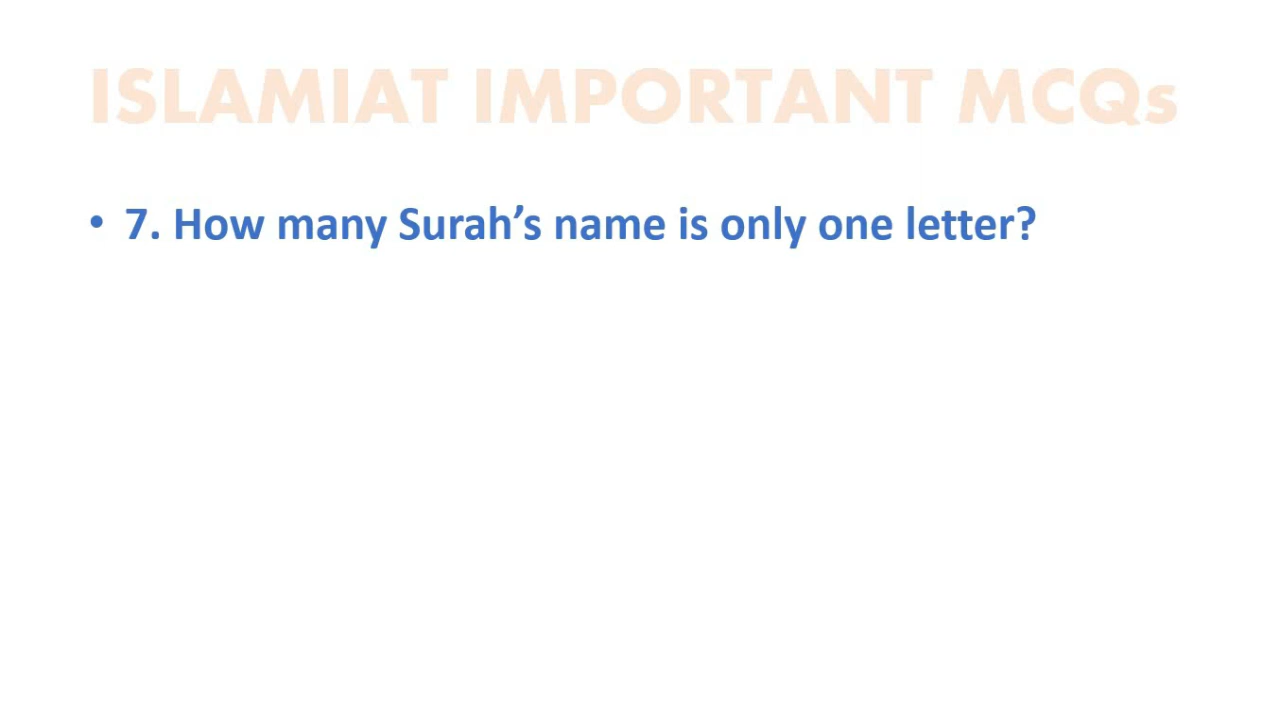 ISLAMIAT IMPORTANT MCQs
• 7. How many Surah’s name is only one letter?